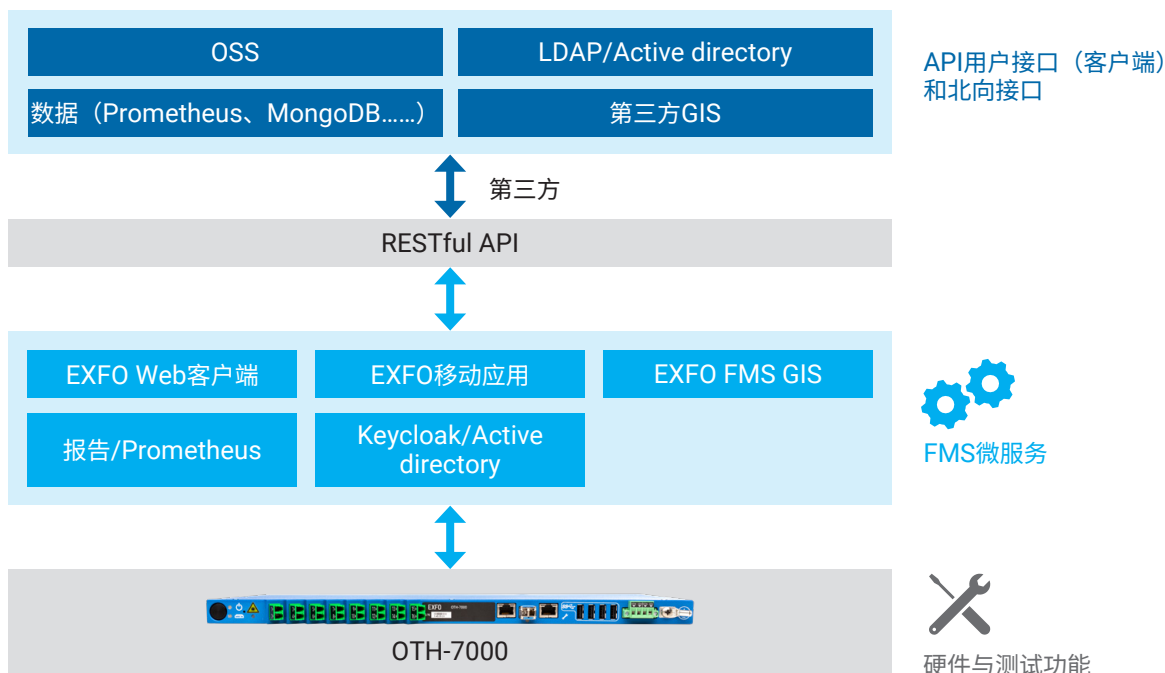 OSS
LDAP/Active directory
数据（Prometheus、MongoDB……）
第三方GIS
API用户接口（客户端）
和北向接口
第三方
RESTful API
EXFO Web客户端
EXFO移动应用
EXFO FMS GIS
报告/Prometheus
Keycloak/Active
directory
FMS微服务
EXFO
OTH-7000
OTH-7000
硬件与测试功能